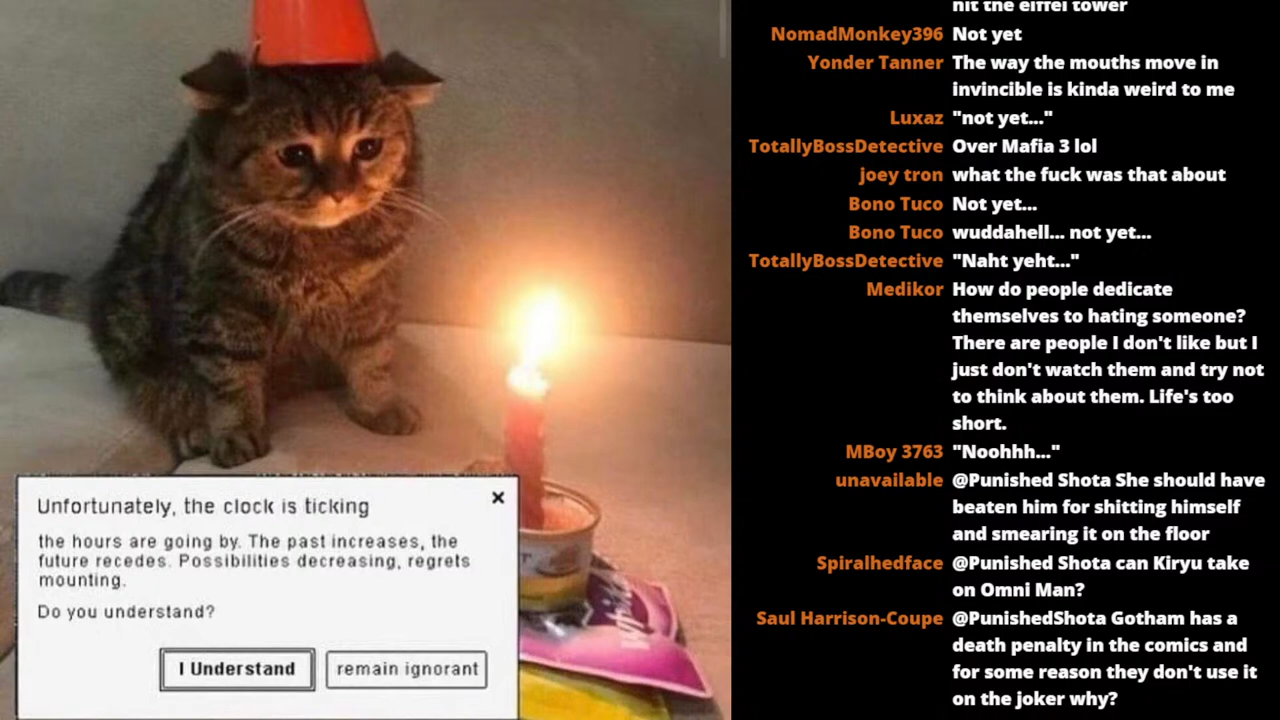 Unfortunately, the clock is ticking
the hours are going by. The past increases, the
future recedes. Possibilities decreasing, regrets
mounting.
Do you understand?
I Understand
remain ignorant
whiskas
hit the eiffel tower
NomadMonkey396 Not yet
Yonder Tanner The way the mouths move in
invincible is kinda weird to me
Luxaz "not yet..."
TotallyBossDetective Over Mafia 3 lol
joey tron what the fuck was that about
Bono Tuco Not yet...
Bono Tuco wuddahell... not yet...
TotallyBossDetective "Naht yeht..."
Medikor How do people dedicate
themselves to hating someone?
There are people I don't like but I
just don't watch them and try not
to think about them. Life's too
short.
MBoy 3763 "Noohhh..."
unavailable @Punished Shota She should have
beaten him for shitting himself
and smearing it on the floor
Spiralhedface @Punished Shota can Kiryu take
on Omni Man?
Saul Harrison-Coupe @PunishedShota Gotham has a
death penalty in the comics and
for some reason they don't use it
on the joker why?